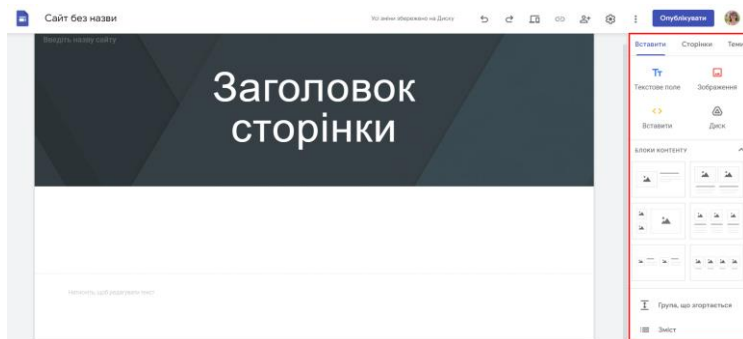 Сайт без назви
Усі зміни збережено на Диску
Опублікувати
Введіть назву сайту
Заголовок
сторінки
Вставити Сторінки Теми
Текстове поле Зображення
Вставити Диск
БЛОКИ КОНТЕНТУ
Натисніть, щоб редагувати текст
Група, що згортається
Зміст